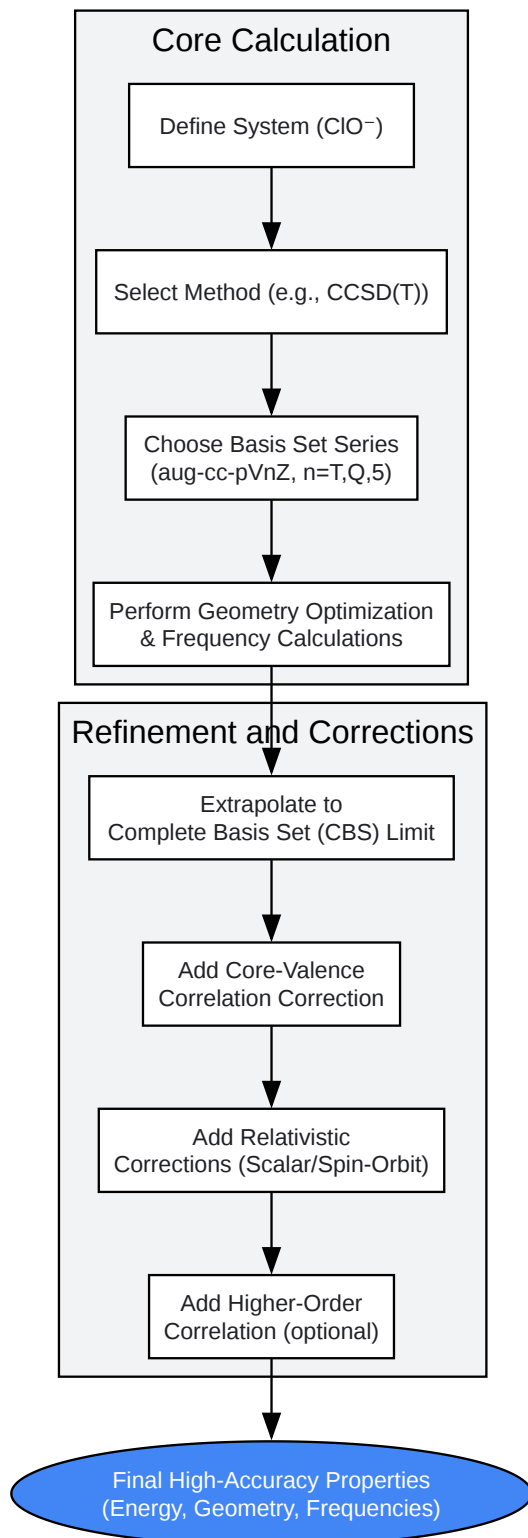 Core Calculation
Define System (ClO⁻)
Select Method (e.g., CCSD(T))
Choose Basis Set Series
(aug-cc-pVnZ, n=T,Q,5)
Perform Geometry Optimization
& Frequency Calculations
Refinement and Corrections
Extrapolate to
Complete Basis Set (CBS) Limit
Add Core-Valence
Correlation Correction
Add Relativistic
Corrections (Scalar/Spin-Orbit)
Add Higher-Order
Correlation (optional)
Final High-Accuracy Properties
(Energy, Geometry, Frequencies)